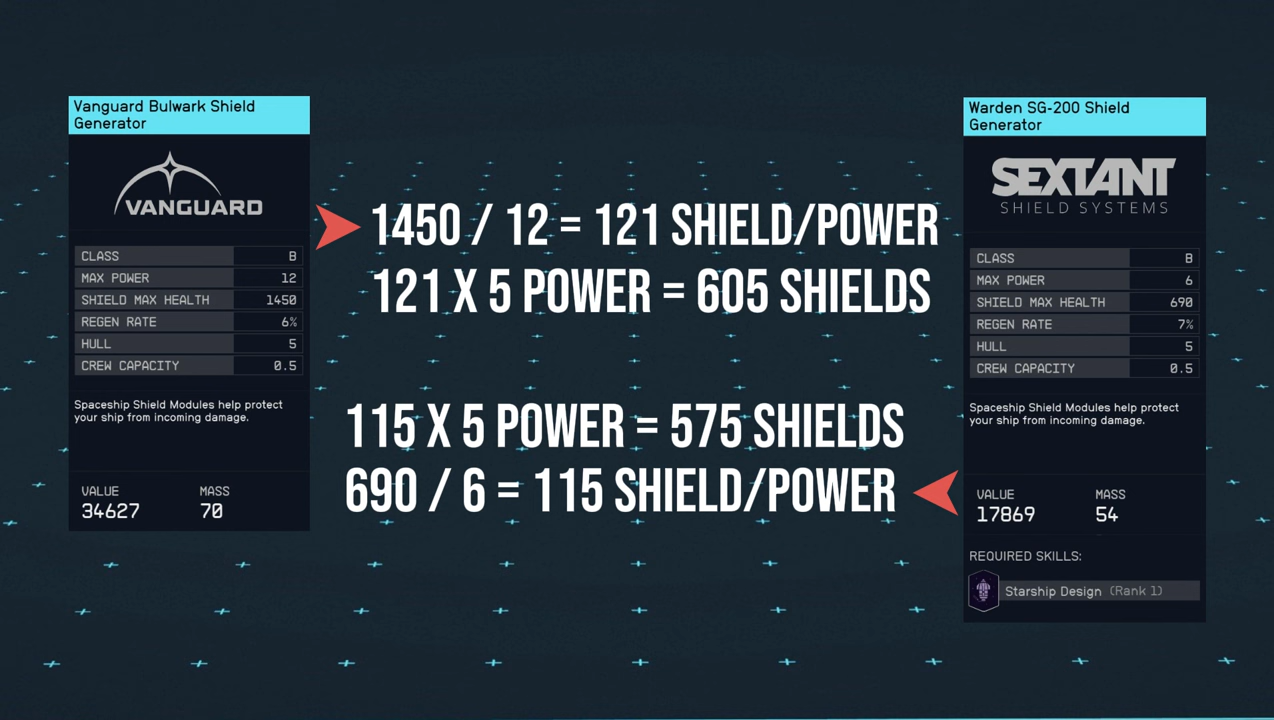 Vanguard Bulwark Shield
Generator
VANGUARD
CLASS B
MAX POWER 12
SHIELD MAX HEALTH 1450
REGEN RATE 6%
HULL 5
CREW CAPACITY 0.5
Spaceship Shield Modules help protect
your ship from incoming damage.
VALUE MASS
34627 70
1450 / 12 = 121 SHIELD/POWER
121 X 5 POWER = 605 SHIELDS
115 X 5 POWER = 575 SHIELDS
690 / 6 = 115 SHIELD/POWER
Warden SG-200 Shield
Generator
SEXTANT
SHIELD SYSTEMS
CLASS B
MAX POWER 6
SHIELD MAX HEALTH 690
REGEN RATE 7%
HULL 5
CREW CAPACITY 0.5
Spaceship Shield Modules help protect
your ship from incoming damage.
VALUE MASS
17869 54
REQUIRED SKILLS:
Starship Design (Rank 1)